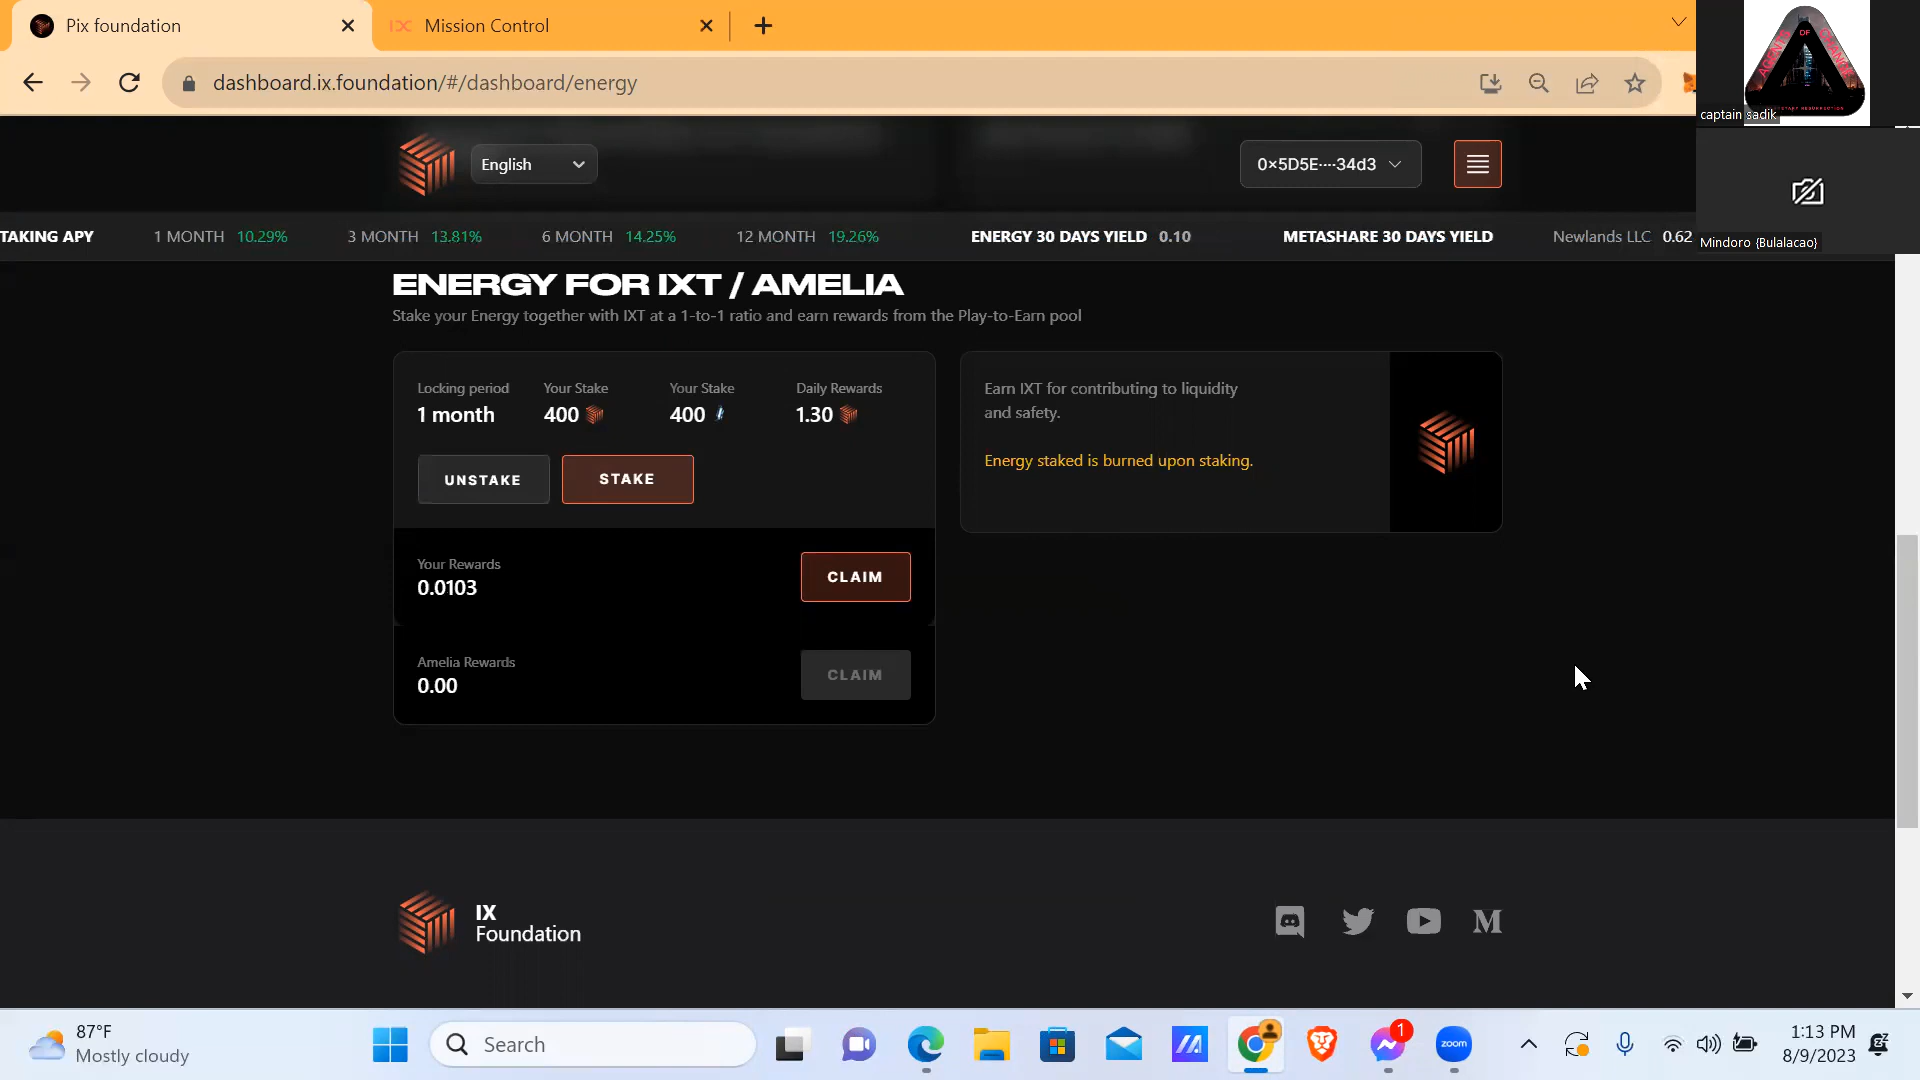 Pix foundation
Mission Control
dashboard.ix.foundation/#/dashboard/energy
AGENTS OF CHANGE
captain sadik
English
0×5D5E····34d3
Mindoro {Bulalacao}
TAKING APY 1 MONTH 10.29% 3 MONTH 13.81% 6 MONTH 14.25% 12 MONTH 19.26% ENERGY 30 DAYS YIELD 0.10 METASHARE 30 DAYS YIELD Newlands LLC 0.62
ENERGY FOR IXT / AMELIA
Stake your Energy together with IXT at a 1-to-1 ratio and earn rewards from the Play-to-Earn pool
Locking period Your Stake Your Stake Daily Rewards
1 month 400 400 1.30
UNSTAKE STAKE
Earn IXT for contributing to liquidity
and safety.
Energy staked is burned upon staking.
Your Rewards
0.0103
CLAIM
Amelia Rewards
0.00
CLAIM
IX
Foundation
87°F
Mostly cloudy
Search
zoom
1
1:13 PM
8/9/2023